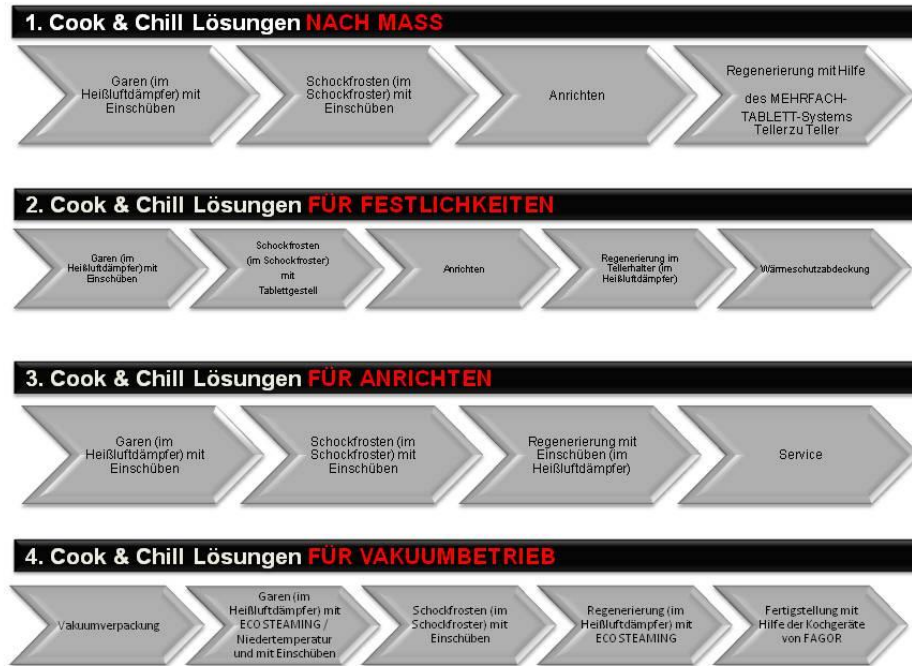 1. Cook & Chill Lösungen NACH MASS
Garen (im
Heißluftdämpfer) mit
Einschüben
Schockfrosten (im
Schockfroster) mit
Einschüben
Anrichten
Regenerierung mit Hilfe
des MEHRFACH-
TABLETT-Systems
Teller zu Teller
2. Cook & Chill Lösungen FÜR FESTLICHKEITEN
Garen (im
Heißluftdämpfer) mit
Einschüben
Schockfrosten
(im Schockfroster)
mit
Tablettgestell
Anrichten
Regenerierung im
Tellerhalter (im
Heißluftdämpfer)
Wärmeschutzabdeckung
3. Cook & Chill Lösungen FÜR ANRICHTEN
Garen (im
Heißluftdämpfer) mit
Einschüben
Schockfrosten (im
Schockfroster) mit
Einschüben
Regenerierung mit
Einschüben (im
Heißluftdämpfer)
Service
4. Cook & Chill Lösungen FÜR VAKUUMBETRIEB
Vakuumverpackung
Garen (im
Heißluftdämpfer) mit
ECO STEAMING /
Niedertemperatur
und mit Einschüben
Schockfrosten (im
Schockfroster) mit
Einschüben
Regenerierung (im
Heißluftdämpfer) mit
ECO STEAMING
Fertigstellung mit
Hilfe der Kochgeräte
von FAGOR